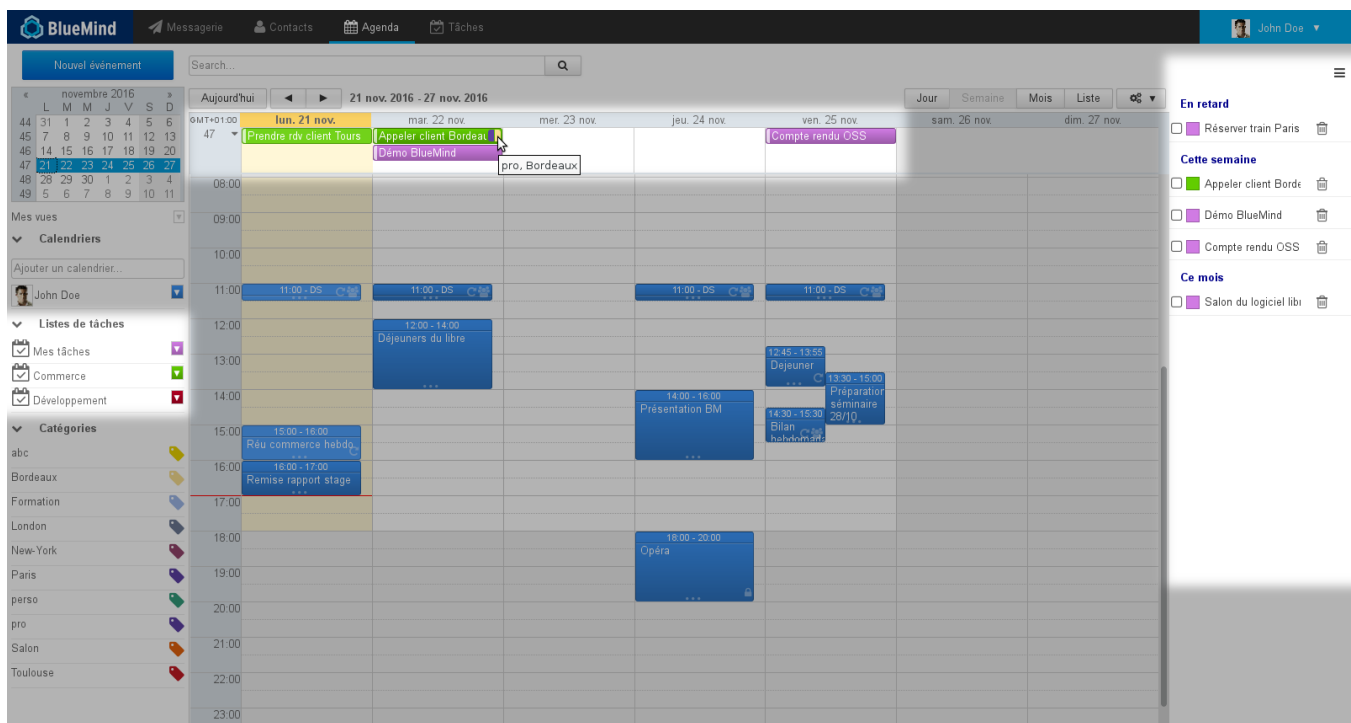 BlueMind Messagerie Contacts Agenda Tâches John Doe
Nouvel événement
Search...
« novembre 2016 »
L M M J V S D
44 31 1 2 3 4 5 6
45 7 8 9 10 11 12 13
46 14 15 16 17 18 19 20
47 21 22 23 24 25 26 27
48 28 29 30 1 2 3 4
49 5 6 7 8 9 10 11
Mes vues
Calendriers
Ajouter un calendrier...
John Doe
Listes de tâches
Mes tâches
Commerce
Développement
Catégories
abc
Bordeaux
Formation
London
New-York
Paris
perso
pro
Salon
Toulouse
Aujourd'hui 21 nov. 2016 - 27 nov. 2016 Jour Semaine Mois Liste
GMT+01:00 lun. 21 nov. mar. 22 nov. mer. 23 nov. jeu. 24 nov. ven. 25 nov. sam. 26 nov. dim. 27 nov.
47 Prendre rdv client Tours Appeler client Bordeau Compte rendu OSS
Démo BlueMind
pro, Bordeaux
08:00
09:00
10:00
11:00 11:00 - DS 11:00 - DS 11:00 - DS 11:00 - DS
12:00 12:00 - 14:00
Déjeuners du libre
12:45 - 13:55
13:00 Dejeuner
13:30 - 15:00
Préparation
séminaire
28/10,
14:00 14:00 - 16:00
Présentation BM
14:30 - 15:30
Bilan
hebdomada
15:00 15:00 - 16:00
Réu commerce hebdo
16:00 16:00 - 17:00
Remise rapport stage
17:00
18:00 18:00 - 20:00
Opéra
19:00
20:00
21:00
22:00
23:00
En retard
Réserver train Paris
Cette semaine
Appeler client Borde
Démo BlueMind
Compte rendu OSS
Ce mois
Salon du logiciel libr